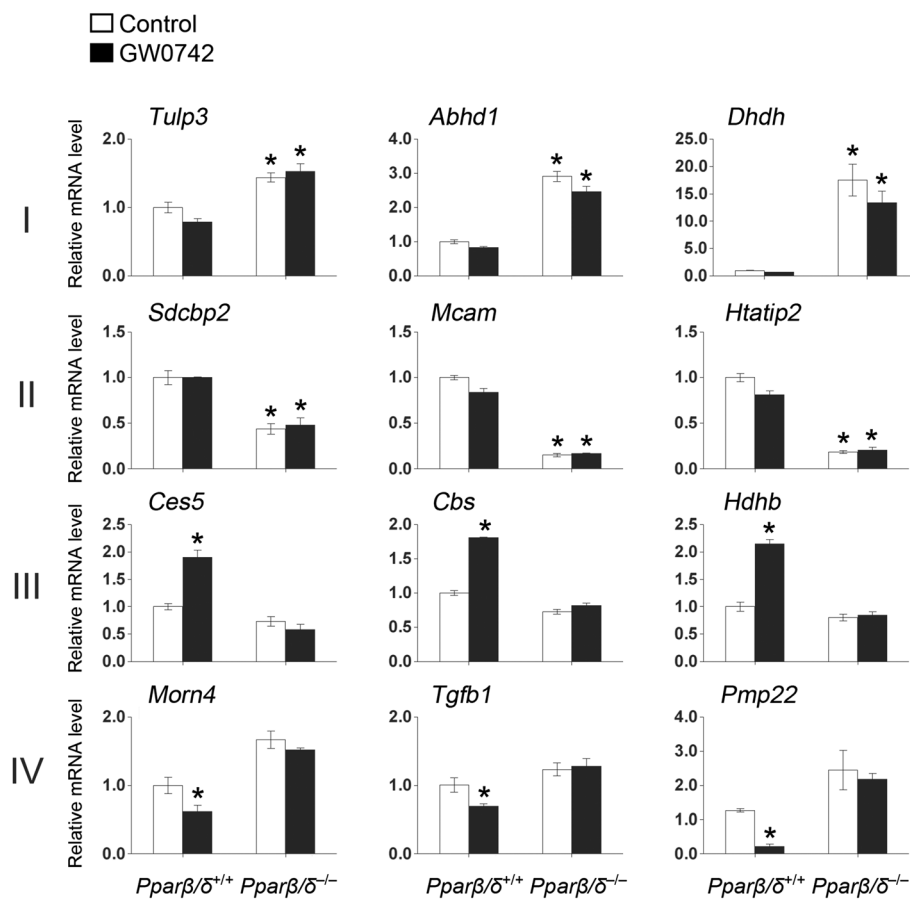 Control
GW0742
Tulp3 Abhd1 Dhdh
I
Relative mRNA level
2.0 1.0 0.0
4.0 3.0 2.0 1.0 0.0
25.0 20.0 15.0 10.0 5.0 0.0
* * * * * *
Sdcbp2 Mcam Htatip2
II
Relative mRNA level
1.5 1.0 0.5 0.0
1.5 1.0 0.5 0.0
1.5 1.0 0.5 0.0
* * * * * *
Ces5 Cbs Hdhb
III
Relative mRNA level
2.5 2.0 1.5 1.0 0.5 0.0
2.0 1.5 1.0 0.5 0.0
2.5 2.0 1.5 1.0 0.5 0.0
* * *
Morn4 Tgfb1 Pmp22
IV
Relative mRNA level
2.0 1.0 0.0
2.0 1.0 0.0
4.0 3.0 2.0 1.0 0.0
* * *
Pparβ/δ+/+ Pparβ/δ−/− Pparβ/δ+/+ Pparβ/δ−/− Pparβ/δ+/+ Pparβ/δ−/−